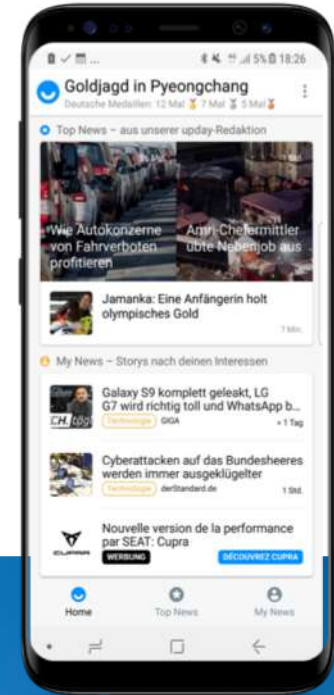 5% 18:26
Goldjagd in Pyeongchang
Deutsche Medaillen: 12 Mal 7 Mal 5 Mal
Top News – aus unserer upday-Redaktion
Wie Autokonzerne
von Fahrverboten
profitieren
Amri-Chefermittler
übte Nebenjob aus
Jamanka: Eine Anfängerin holt
olympisches Gold
7 Min.
My News – Storys nach deinen Interessen
Galaxy S9 komplett geleakt, LG
G7 wird richtig toll und WhatsApp b...
Technologie GIGA + 1 Tag
Cyberattacken auf das Bundesheeres
werden immer ausgeklügelter
Technologie derStandard.de 1 Std.
Nouvelle version de la performance
par SEAT: Cupra
CUPRA
WERBUNG DÉCOUVREZ CUPRA
Home Top News My News